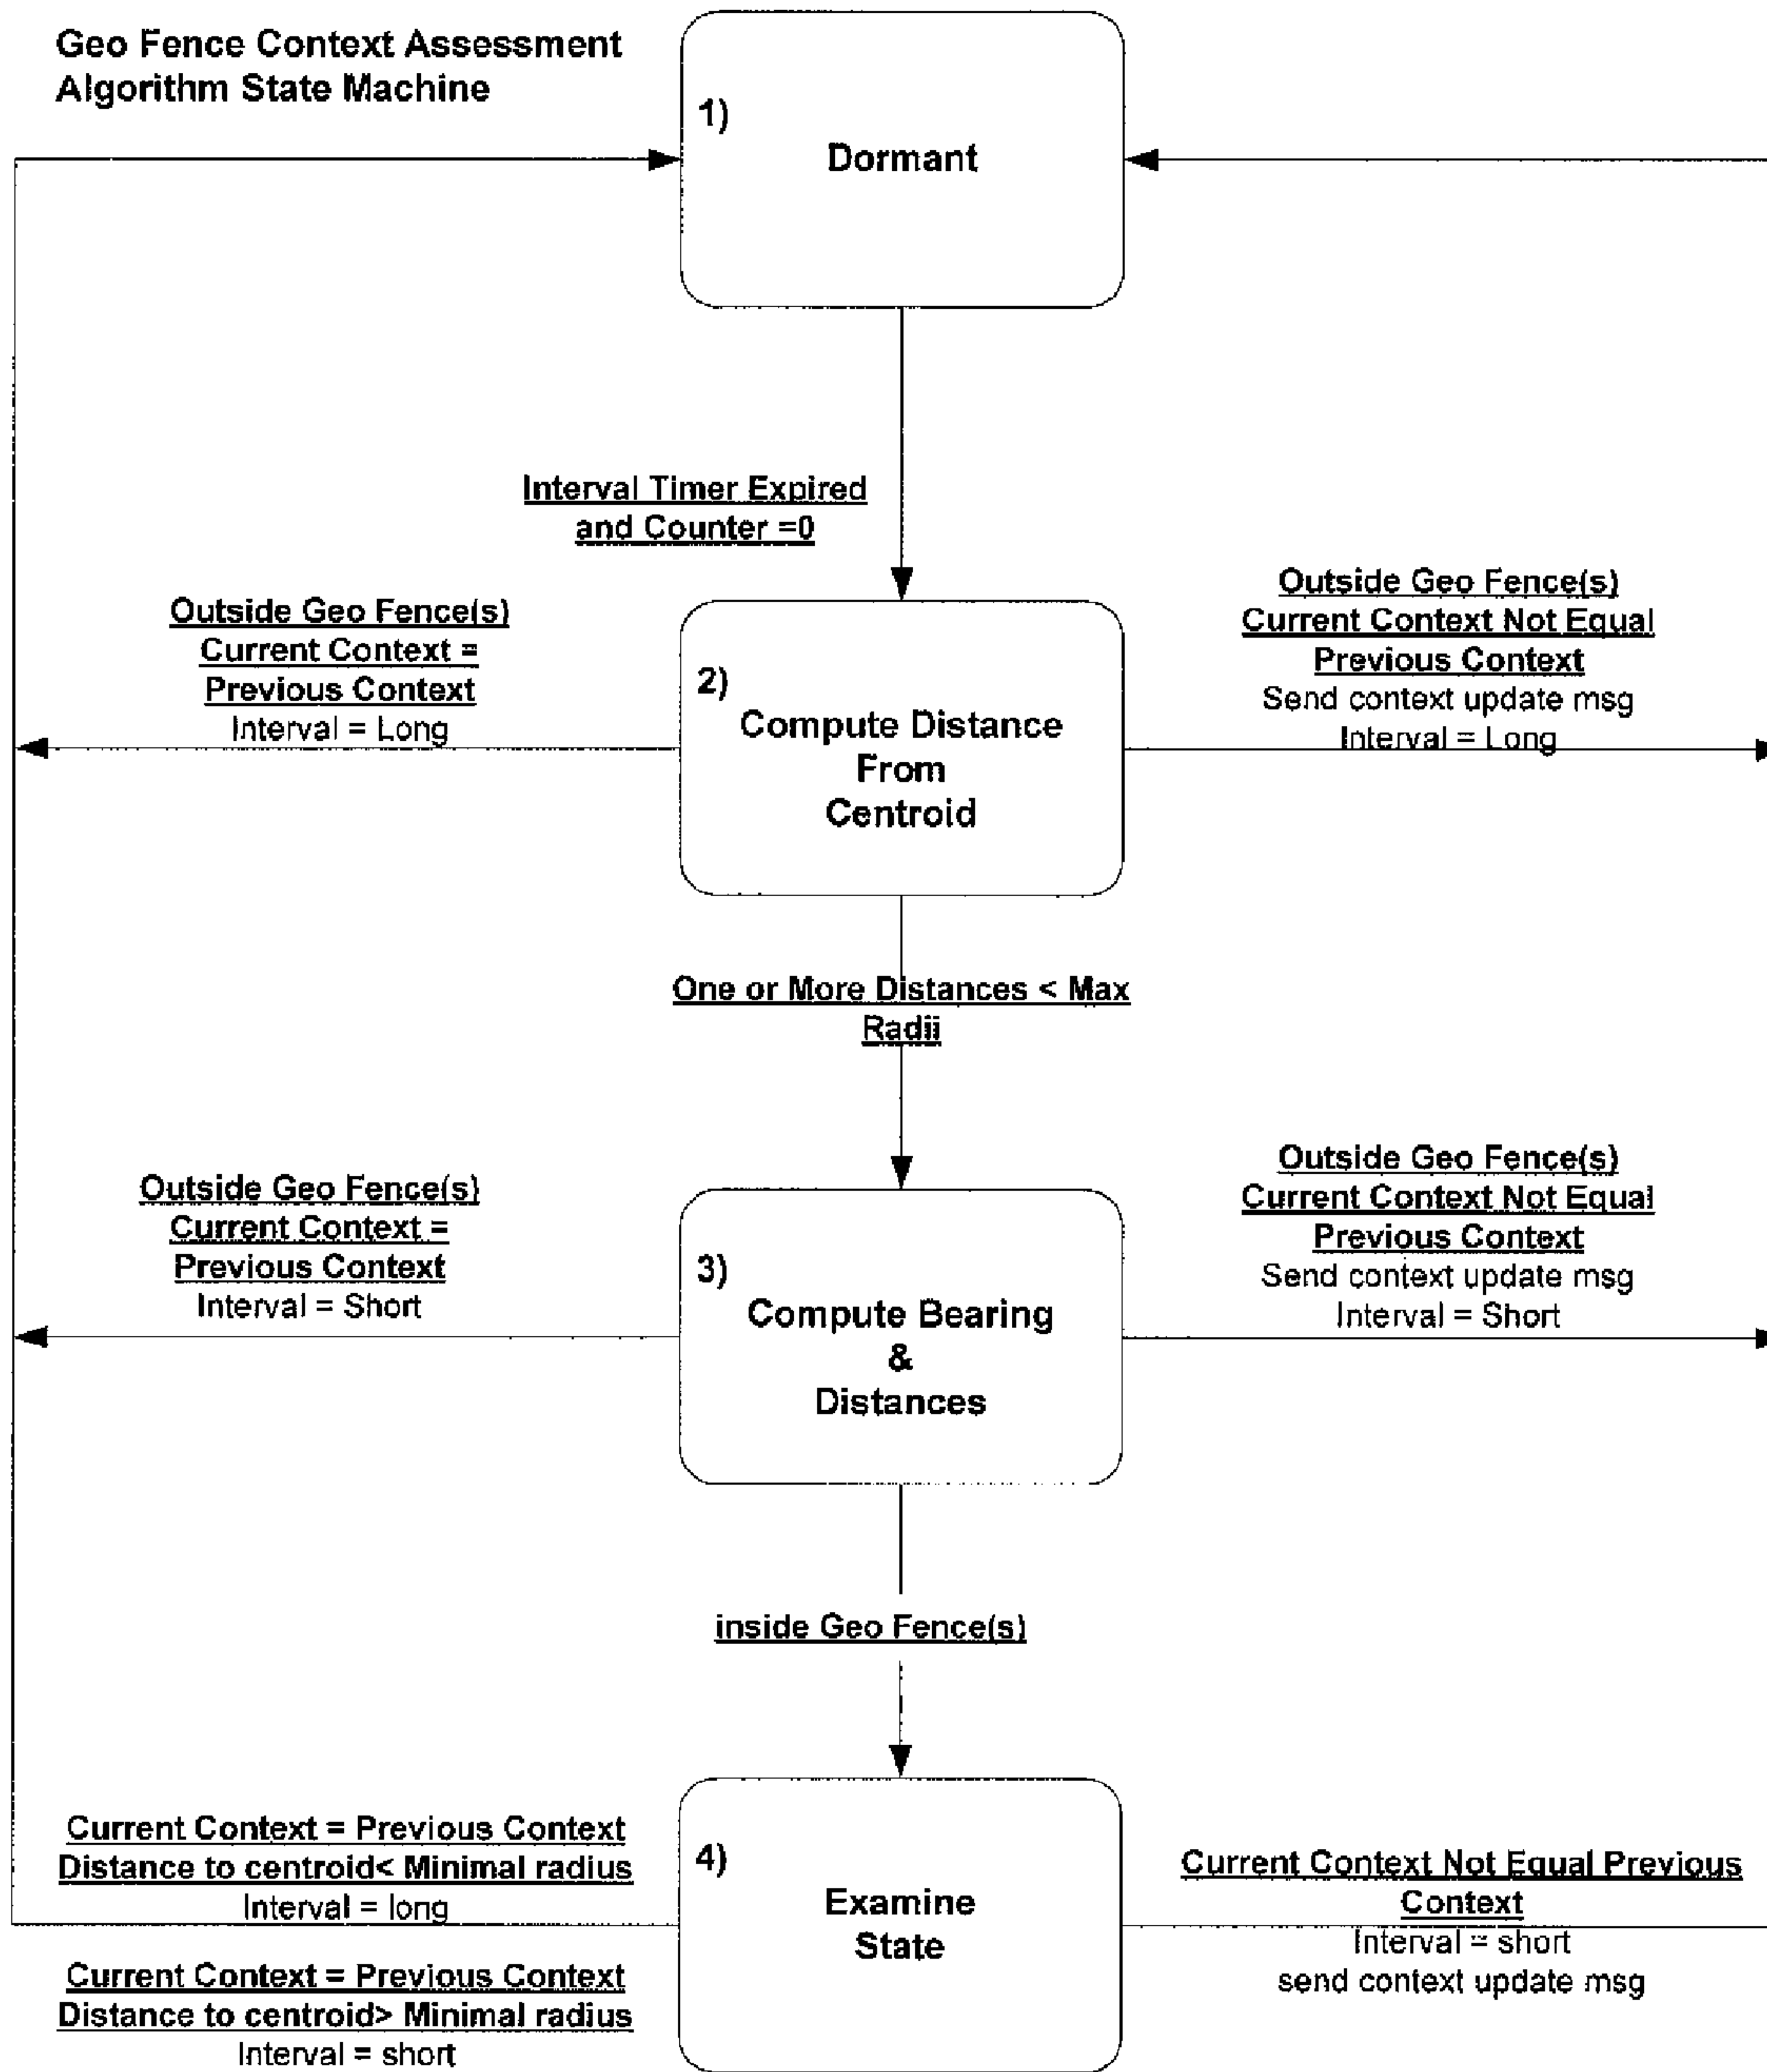 Geo Fence Context Assessment
Algorithm State Machine
1)
Dormant
Interval Timer Expired
and Counter =0
Outside Geo Fence(s)
Current Context =
Previous Context
Interval = Long
2)
Compute Distance
From
Centroid
Outside Geo Fence(s)
Current Context Not Equal
Previous Context
Send context update msg
Interval = Long
One or More Distances < Max
Radii
Outside Geo Fence(s)
Current Context =
Previous Context
Interval = Short
3)
Compute Bearing
&
Distances
Outside Geo Fence(s)
Current Context Not Equal
Previous Context
Send context update msg
Interval = Short
inside Geo Fence(s)
Current Context = Previous Context
Distance to centroid< Minimal radius
Interval = long
Current Context = Previous Context
Distance to centroid> Minimal radius
Interval = short
4)
Examine
State
Current Context Not Equal Previous
Context
Interval = short
send context update msg